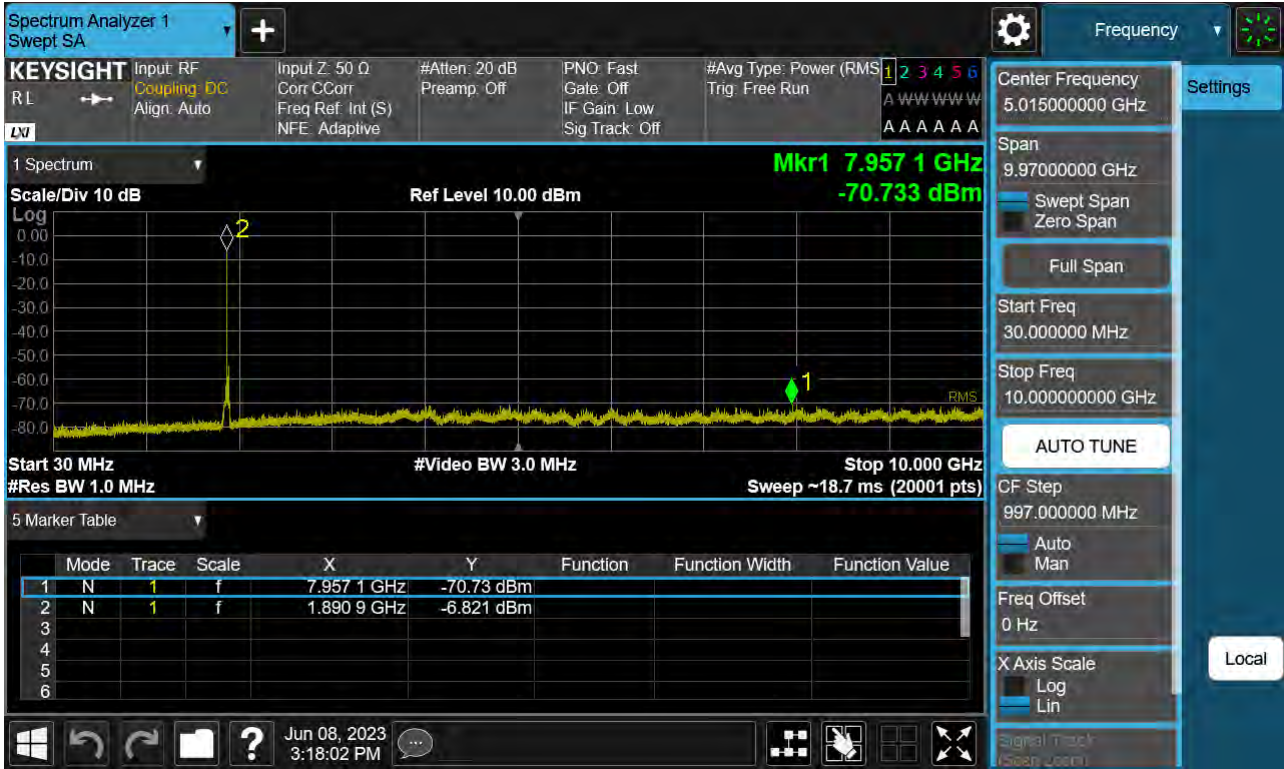 Spectrum Analyzer 1
Swept SA
+
Frequency
KEYSIGHT
RL
LXI
Input: RF
Coupling: DC
Align: Auto
Input Z: 50 Ω
Corr CCorr
Freq Ref: Int (S)
NFE: Adaptive
#Atten: 20 dB
Preamp: Off
PNO: Fast
Gate: Off
IF Gain: Low
Sig Track: Off
#Avg Type: Power (RMS
Trig: Free Run
1 2 3 4 5 6
A W W W W W
A A A A A A
1 Spectrum
Scale/Div 10 dB
Ref Level 10.00 dBm
Mkr1 7.957 1 GHz
-70.733 dBm
Log
0.00
-10.0
-20.0
-30.0
-40.0
-50.0
-60.0
-70.0
-80.0
2
1
RMS
Start 30 MHz
#Video BW 3.0 MHz
Stop 10.000 GHz
#Res BW 1.0 MHz
Sweep ~18.7 ms (20001 pts)
5 Marker Table
Mode Trace Scale X Y Function Function Width Function Value
1 N 1 f 7.957 1 GHz -70.73 dBm
2 N 1 f 1.890 9 GHz -6.821 dBm
3
4
5
6
Jun 08, 2023
3:18:02 PM
?
Center Frequency
5.015000000 GHz
Settings
Span
9.97000000 GHz
Swept Span
Zero Span
Full Span
Start Freq
30.000000 MHz
Stop Freq
10.000000000 GHz
AUTO TUNE
CF Step
997.000000 MHz
Auto
Man
Freq Offset
0 Hz
X Axis Scale
Log
Lin
Local
Signal Track
(Span Zoom)